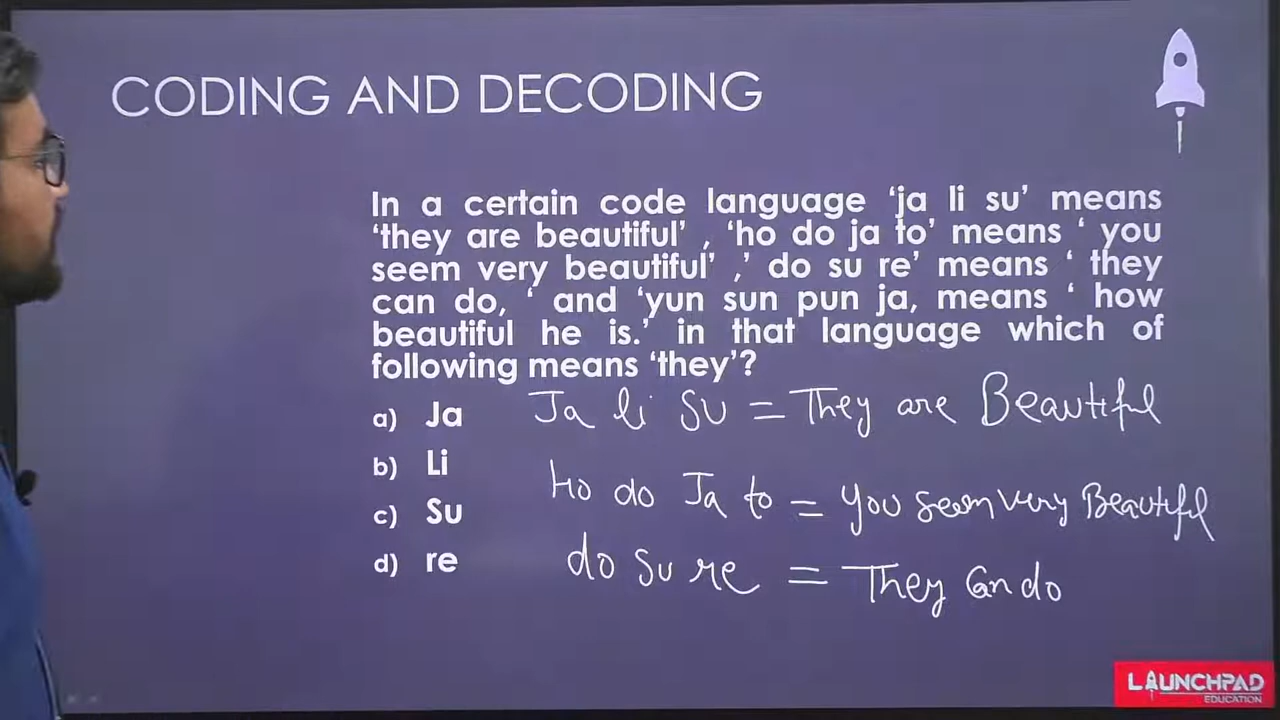 CODING AND DECODING
In a certain code language ‘ja li su’ means
‘they are beautiful’ , ‘ho do ja to’ means ‘ you
seem very beautiful’ ,’ do su re’ means ‘ they
can do, ‘ and ‘yun sun pun ja, means ‘ how
beautiful he is.’ in that language which of
following means ‘they’?
a) Ja
b) Li
c) Su
d) re
Ja li SU = They are Beautiful
Ho do Ja to = you seem very Beautiful
do su re = They Can do
LAUNCHPAD
EDUCATION